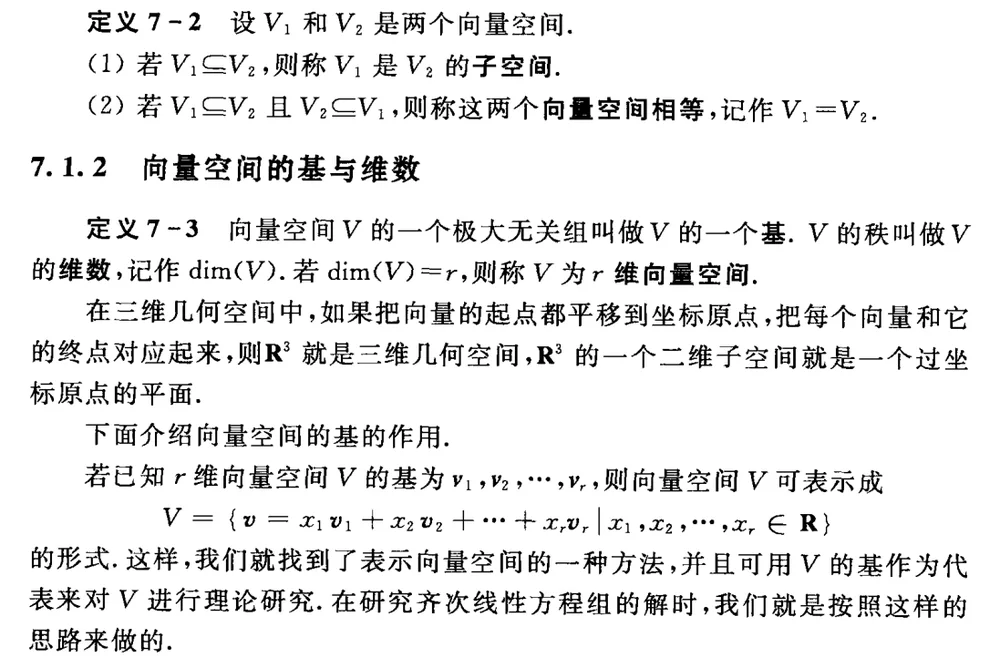 定义 7-2 设 V₁ 和 V₂ 是两个向量空间.
(1) 若 V₁⊆V₂,则称 V₁ 是 V₂ 的子空间.
(2) 若 V₁⊆V₂ 且 V₂⊆V₁,则称这两个向量空间相等,记作 V₁=V₂.
7.1.2 向量空间的基与维数
定义 7-3 向量空间 V 的一个极大无关组叫做 V 的一个基. V 的秩叫做 V
的维数,记作 dim(V). 若 dim(V)=r,则称 V 为 r 维向量空间.
在三维几何空间中,如果把向量的起点都平移到坐标原点,把每个向量和它
的终点对应起来,则R³ 就是三维几何空间,R³ 的一个二维子空间就是一个过坐
标原点的平面.
下面介绍向量空间的基的作用.
若已知 r 维向量空间 V 的基为 v₁,v₂,⋯,vᵣ,则向量空间 V 可表示成
V = {v = x₁v₁ + x₂v₂ + ⋯ + xᵣvᵣ | x₁,x₂,⋯,xᵣ ∈ R}
的形式. 这样,我们就找到了表示向量空间的一种方法,并且可用 V 的基作为代
表来对 V 进行理论研究. 在研究齐次线性方程组的解时,我们就是按照这样的
思路来做的.